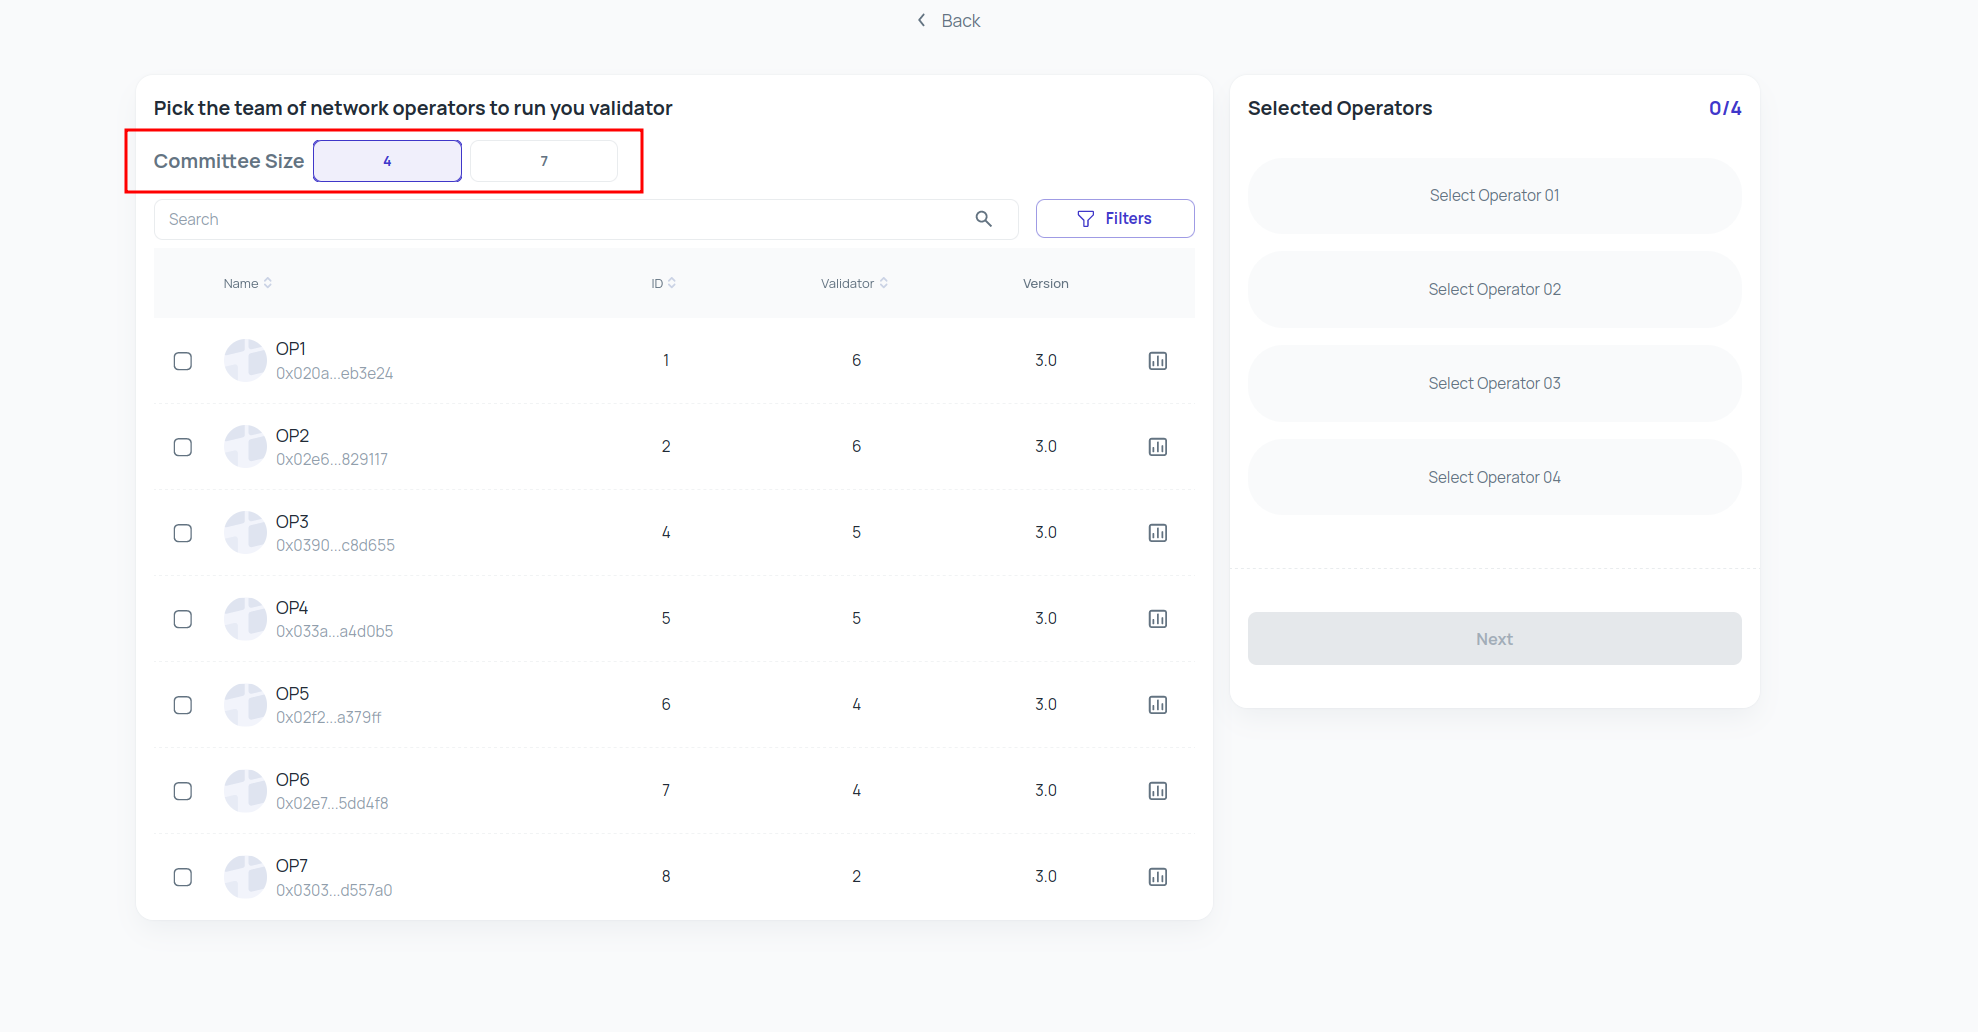 Back
Pick the team of network operators to run you validator
Committee Size 4 7
Search Filters
Name ID Validator Version
OP1
0x020a...eb3e24 1 6 3.0
OP2
0x02e6...829117 2 6 3.0
OP3
0x0390...c8d655 4 5 3.0
OP4
0x033a...a4d0b5 5 5 3.0
OP5
0x02f2...a379ff 6 4 3.0
OP6
0x02e7...5dd4f8 7 4 3.0
OP7
0x0303...d557a0 8 2 3.0
Selected Operators 0/4
Select Operator 01
Select Operator 02
Select Operator 03
Select Operator 04
Next